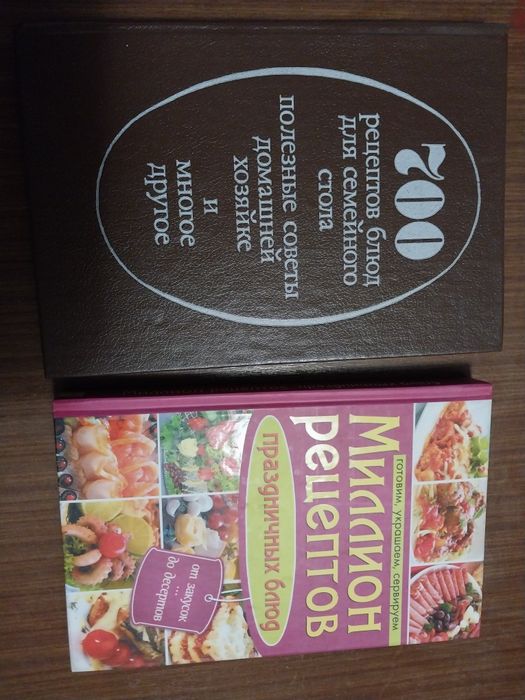 700
рецептов блюд
для семейного
стола
полезные советы
домашней
хозяйке
и
многое
другое
готовим, украшаем, сервируем
Миллион
рецептов
праздничных блюд
от закусок
...
до десертов